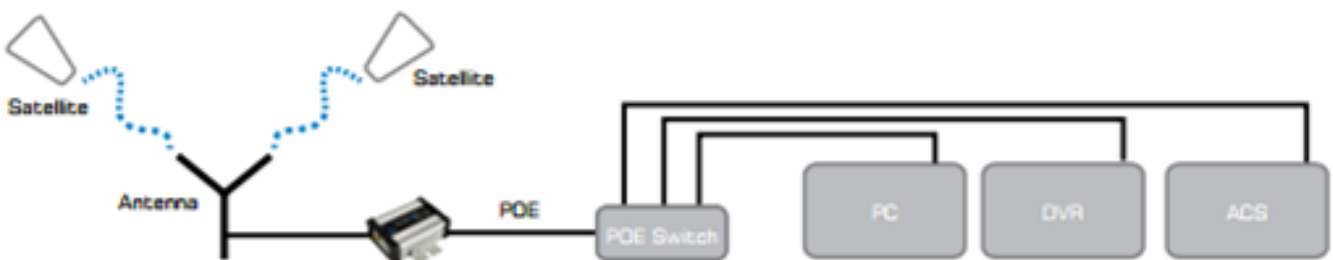 Satellite
Satellite
Antenna
POE
POE Switch
PC
DVR
ACS